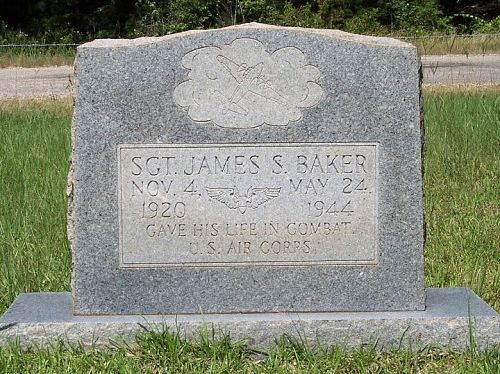 SGT. JAMES S. BAKER
NOV. 4, MAY 24,
1920 1944
GAVE HIS LIFE IN COMBAT.
U.S. AIR CORPS.